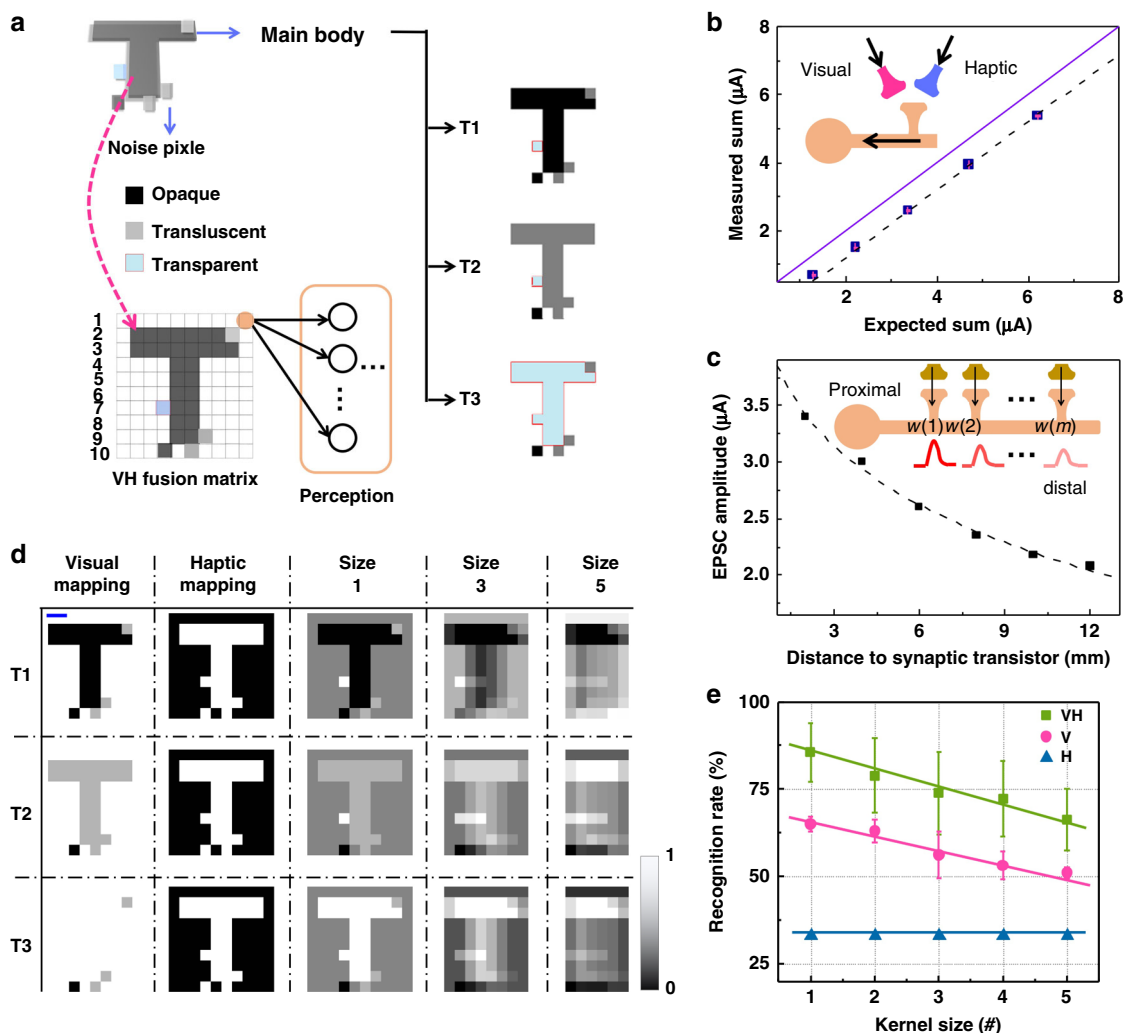 a
Main body
Noise pixle
Opaque
Transluscent
Transparent
T1
T2
T3
1
2
3
4
5
6
7
8
9
10
VH fusion matrix
Perception
b
Measured sum (μA)
8
6
4
2
Visual
Haptic
2
4
6
8
Expected sum (μA)
c
EPSC amplitude (μA)
3.5
3.0
2.5
2.0
Proximal
w(1) w(2)
w(m)
distal
3
6
9
12
Distance to synaptic transistor (mm)
d
Visual mapping
Haptic mapping
Size 1
Size 3
Size 5
T1
T2
T3
1
0
e
Recognition rate (%)
100
75
50
25
VH
V
H
1
2
3
4
5
Kernel size (#)